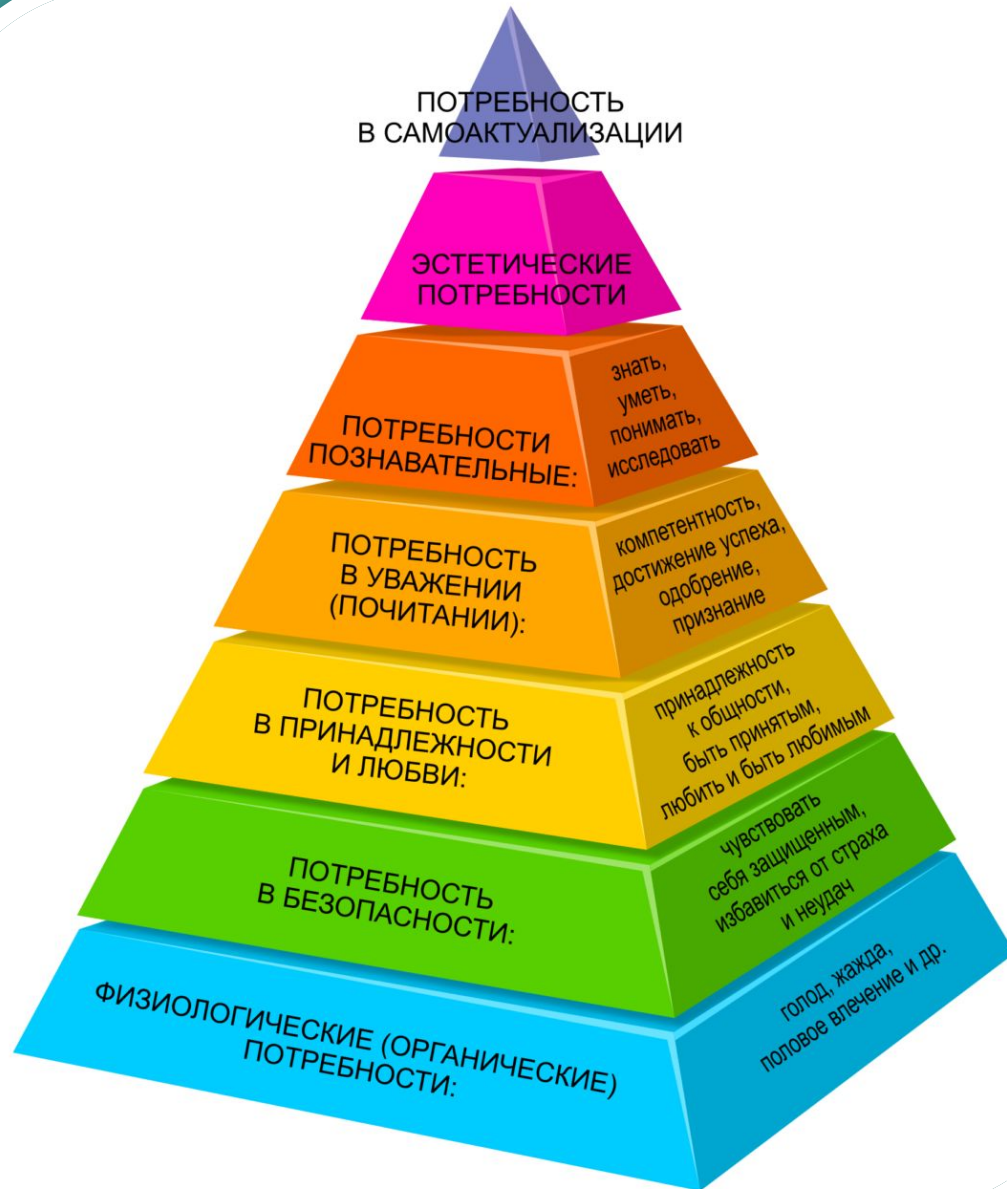 ПОТРЕБНОСТЬ
В САМОАКТУАЛИЗАЦИИ
ЭСТЕТИЧЕСКИЕ
ПОТРЕБНОСТИ
ПОТРЕБНОСТИ
ПОЗНАВАТЕЛЬНЫЕ:
знать,
уметь,
понимать,
исследовать
ПОТРЕБНОСТЬ
В УВАЖЕНИИ
(ПОЧИТАНИИ):
компетентность,
достижение успеха,
одобрение,
признание
ПОТРЕБНОСТЬ
В ПРИНАДЛЕЖНОСТИ
И ЛЮБВИ:
принадлежность
к общности,
быть принятым,
любить и быть любимым
ПОТРЕБНОСТЬ
В БЕЗОПАСНОСТИ:
чувствовать
себя защищенным,
избавиться от страха
и неудач
ФИЗИОЛОГИЧЕСКИЕ (ОРГАНИЧЕСКИЕ)
ПОТРЕБНОСТИ:
голод, жажда,
половое влечение и др.